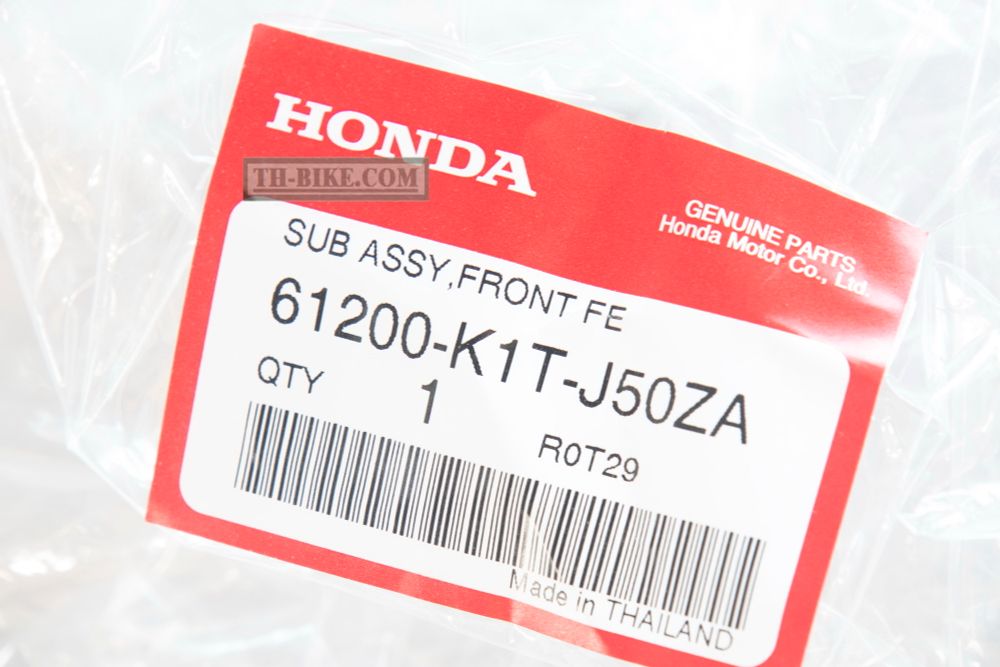 HONDA
TH-BIKE.COM
GENUINE PARTS
Honda Motor Co., Ltd.
SUB ASSY,FRONT FE
61200-K1T-J50ZA
QTY 1
R0T29
Made in THAILAND